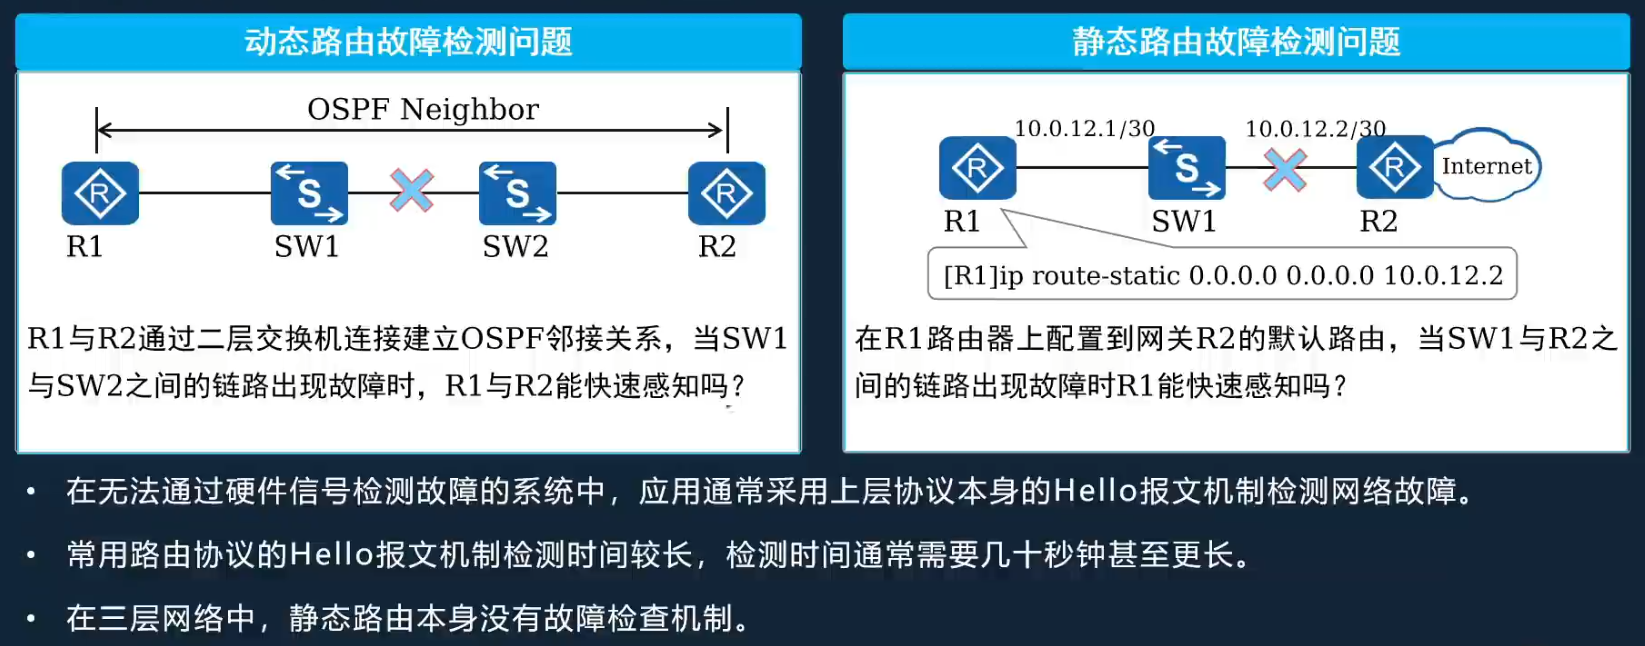 动态路由故障检测问题
OSPF Neighbor
R
S
S
R
R1
SW1
SW2
R2
R1与R2通过二层交换机连接建立OSPF邻接关系，当SW1
与SW2之间的链路出现故障时，R1与R2能快速感知吗？
静态路由故障检测问题
10.0.12.1/30
10.0.12.2/30
R
S
R
Internet
R1
SW1
R2
[R1]ip route-static 0.0.0.0 0.0.0.0 10.0.12.2
在R1路由器上配置到网关R2的默认路由，当SW1与R2之
间的链路出现故障时R1能快速感知吗？
• 在无法通过硬件信号检测故障的系统中，应用通常采用上层协议本身的Hello报文机制检测网络故障。
• 常用路由协议的Hello报文机制检测时间较长，检测时间通常需要几十秒钟甚至更长。
• 在三层网络中，静态路由本身没有故障检查机制。